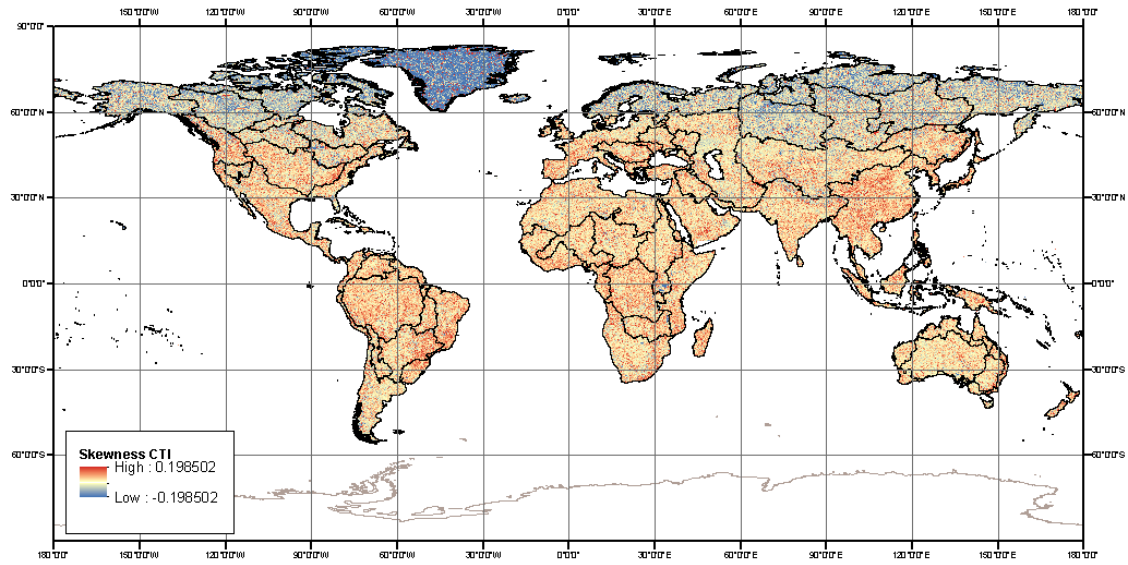 150°0'0"W 120°0'0"W 90°0'0"W 60°0'0"W 30°0'0"W 0°0'0" 30°0'0"E 60°0'0"E 90°0'0"E 120°0'0"E 150°0'0"E 180°0'0"
90°0'0"N
60°0'0"N 60°0'0"N
30°0'0"N 30°0'0"N
0°0'0" 0°0'0"
30°0'0"S 30°0'0"S
60°0'0"S 60°0'0"S
Skewness CTI
High : 0.198502
Low : -0.198502
180°0'0" 150°0'0"W 120°0'0"W 90°0'0"W 60°0'0"W 30°0'0"W 0°0'0" 30°0'0"E 60°0'0"E 90°0'0"E 120°0'0"E 150°0'0"E 180°0'0"